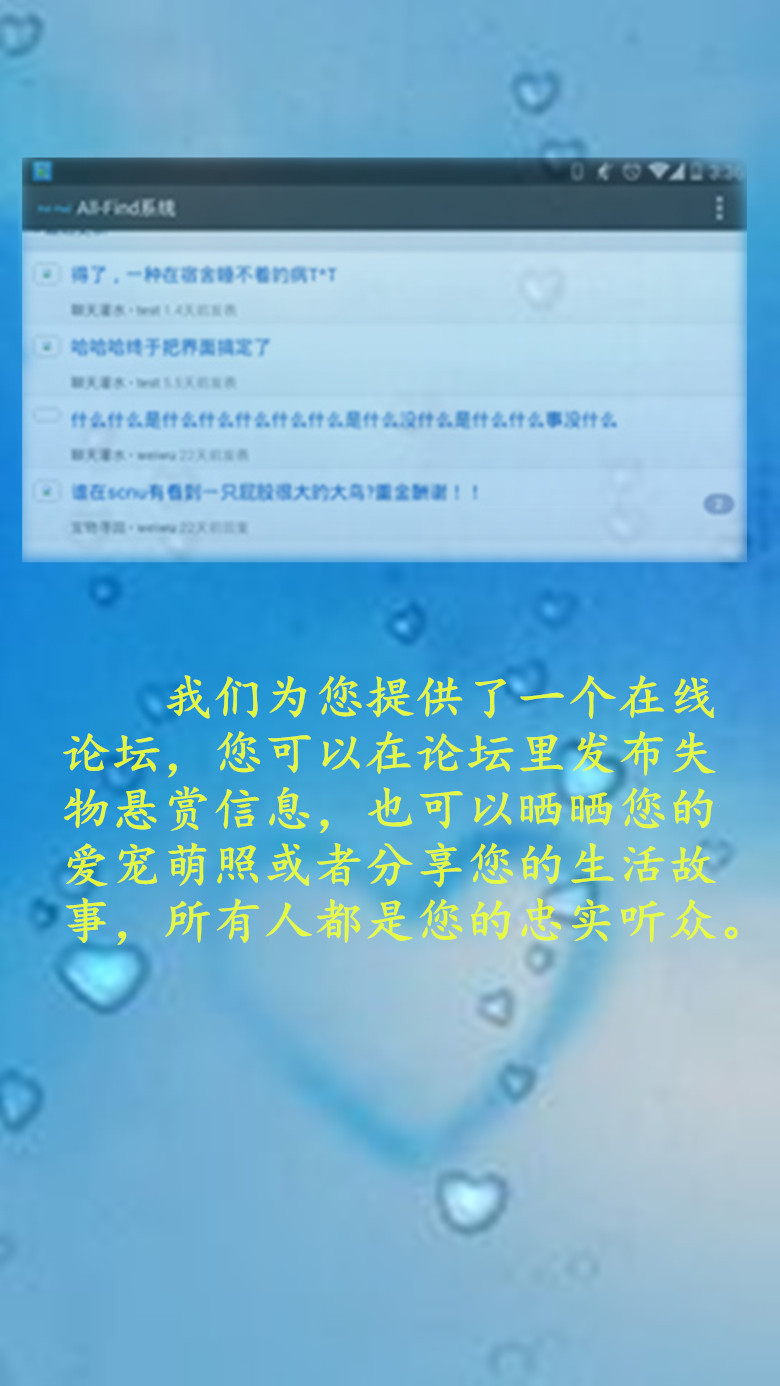 3:36
All-Find系统
得了，一种在宿舍睡不着的病T*T
聊天灌水 · test 1.4天前发表
哈哈哈终于把界面搞定了
聊天灌水 · test 5.5天前发表
什么什么是什么什么什么什么什么是什么没什么是什么什么事没什么
聊天灌水 · weiwu 22天前发表
谁在scnu有看到一只屁股很大的大鸟?重金酬谢！！
2
宠物寻回 · weiwu 22天前回复
我们为您提供了一个在线
论坛，您可以在论坛里发布失
物悬赏信息，也可以晒晒您的
爱宠萌照或者分享您的生活故
事，所有人都是您的忠实听众。